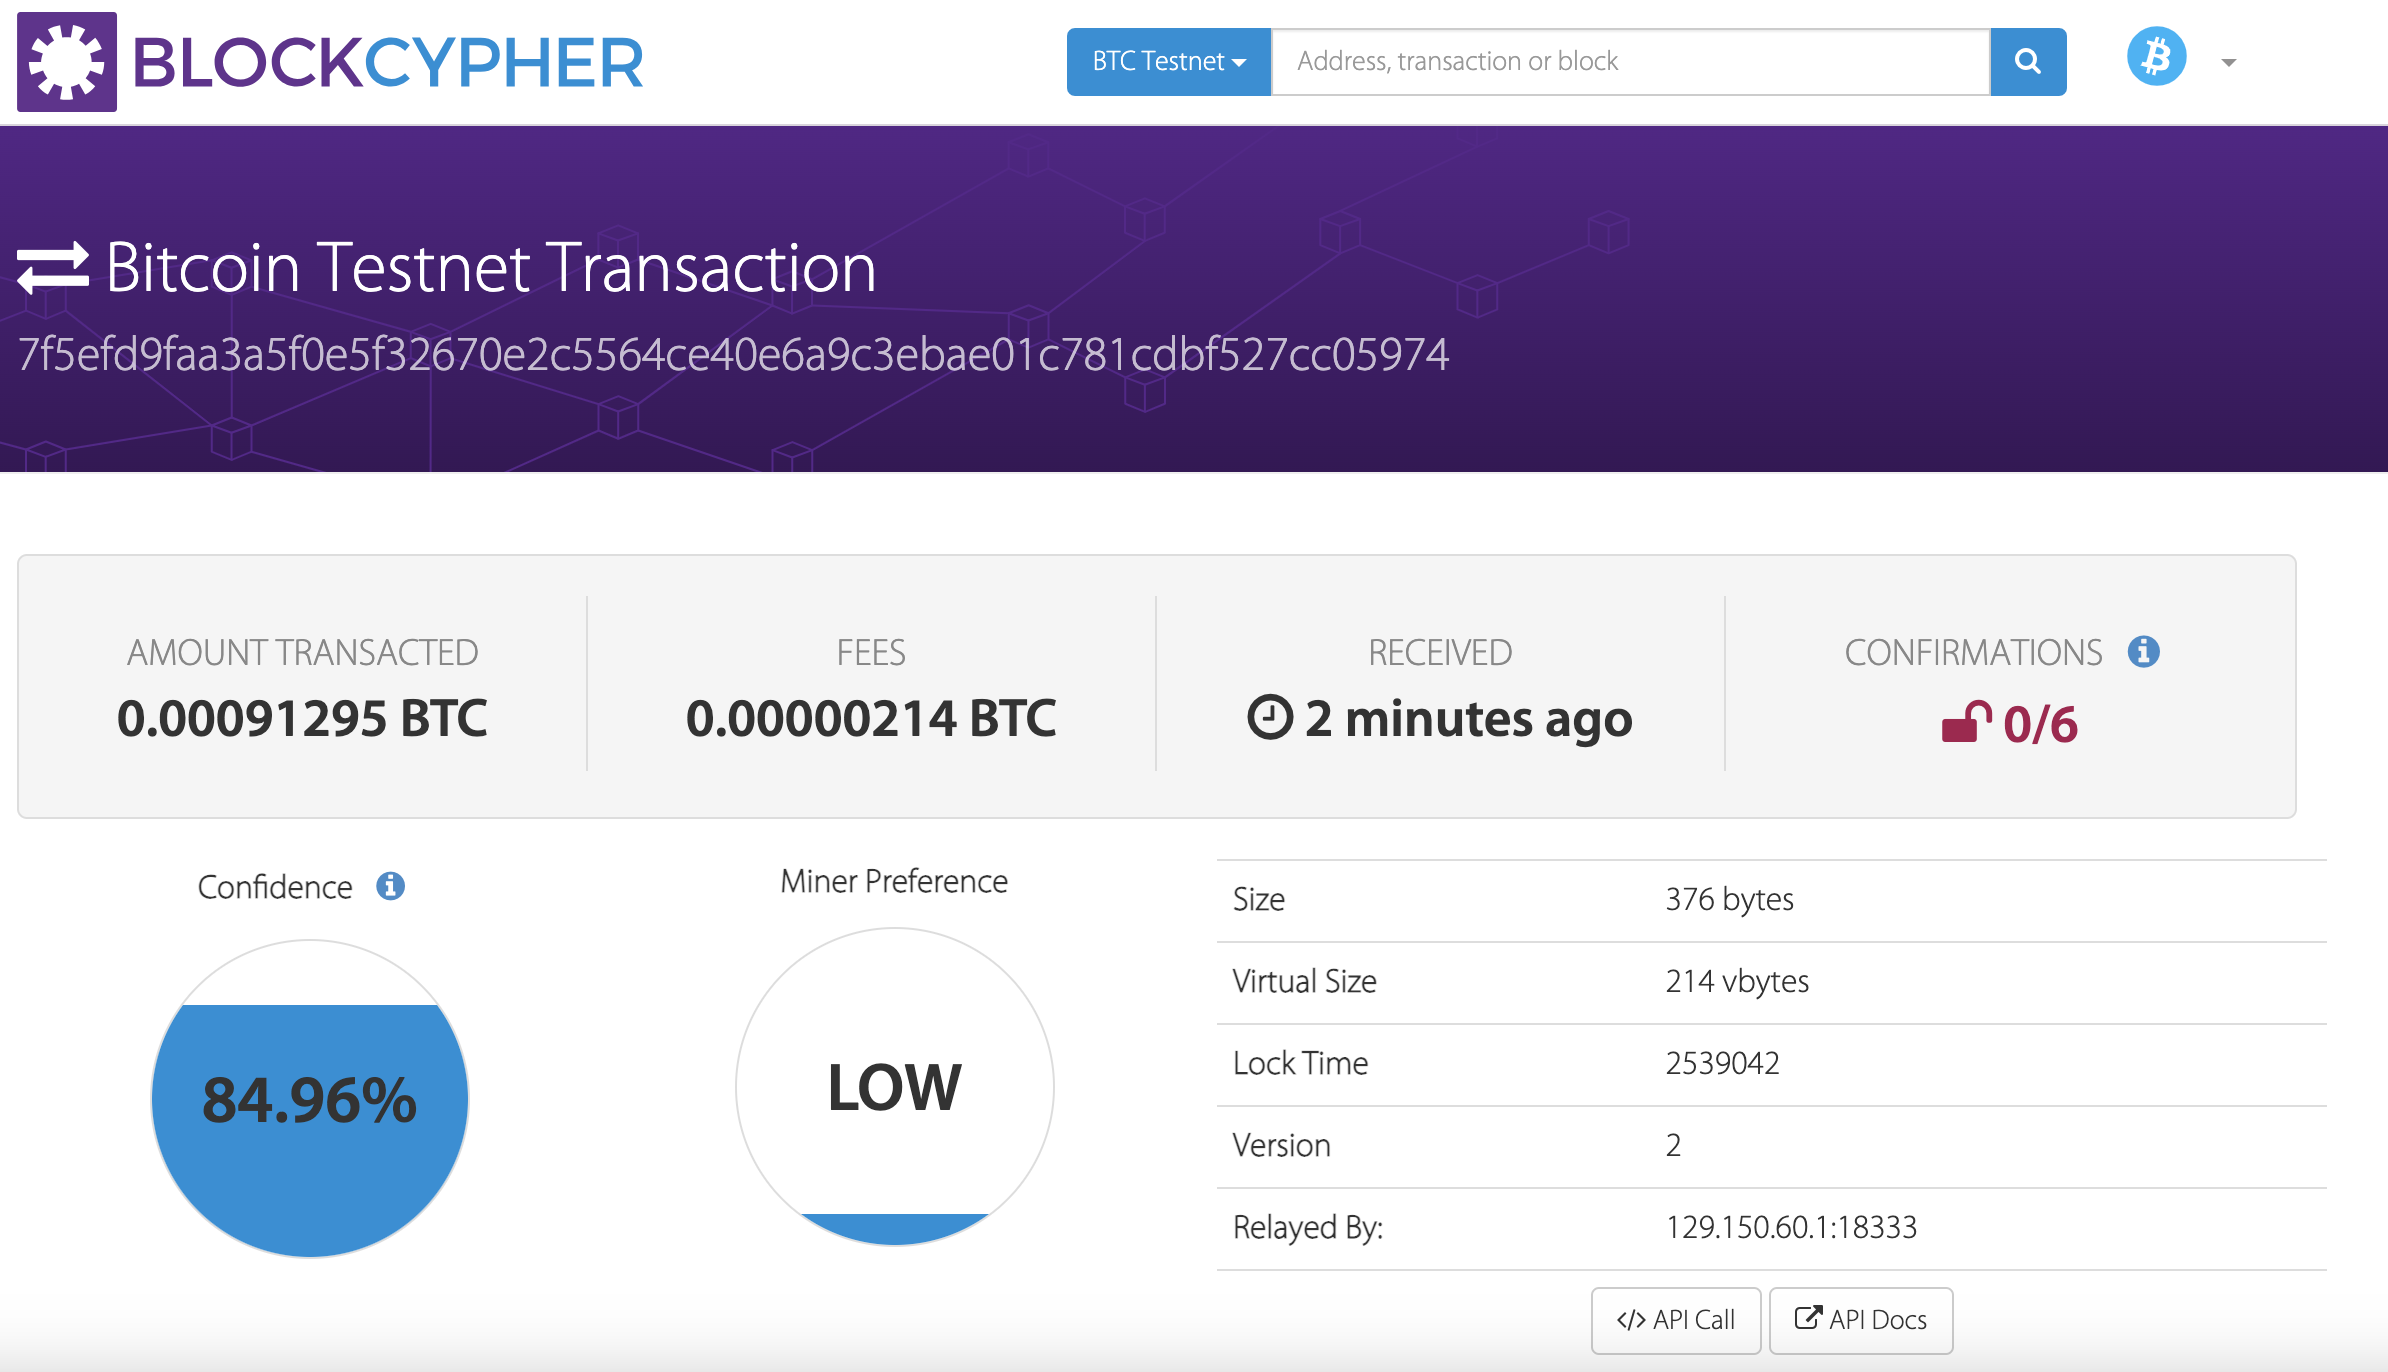 BLOCKCYPHER
BTC Testnet
Address, transaction or block
Bitcoin Testnet Transaction
7f5efd9faa3a5f0e5f32670e2c5564ce40e6a9c3ebae01c781cdbf527cc05974
AMOUNT TRANSACTED
0.00091295 BTC
FEES
0.00000214 BTC
RECEIVED
2 minutes ago
CONFIRMATIONS
0/6
Confidence
84.96%
Miner Preference
LOW
Size 376 bytes
Virtual Size 214 vbytes
Lock Time 2539042
Version 2
Relayed By: 129.150.60.1:18333
</> API Call
API Docs